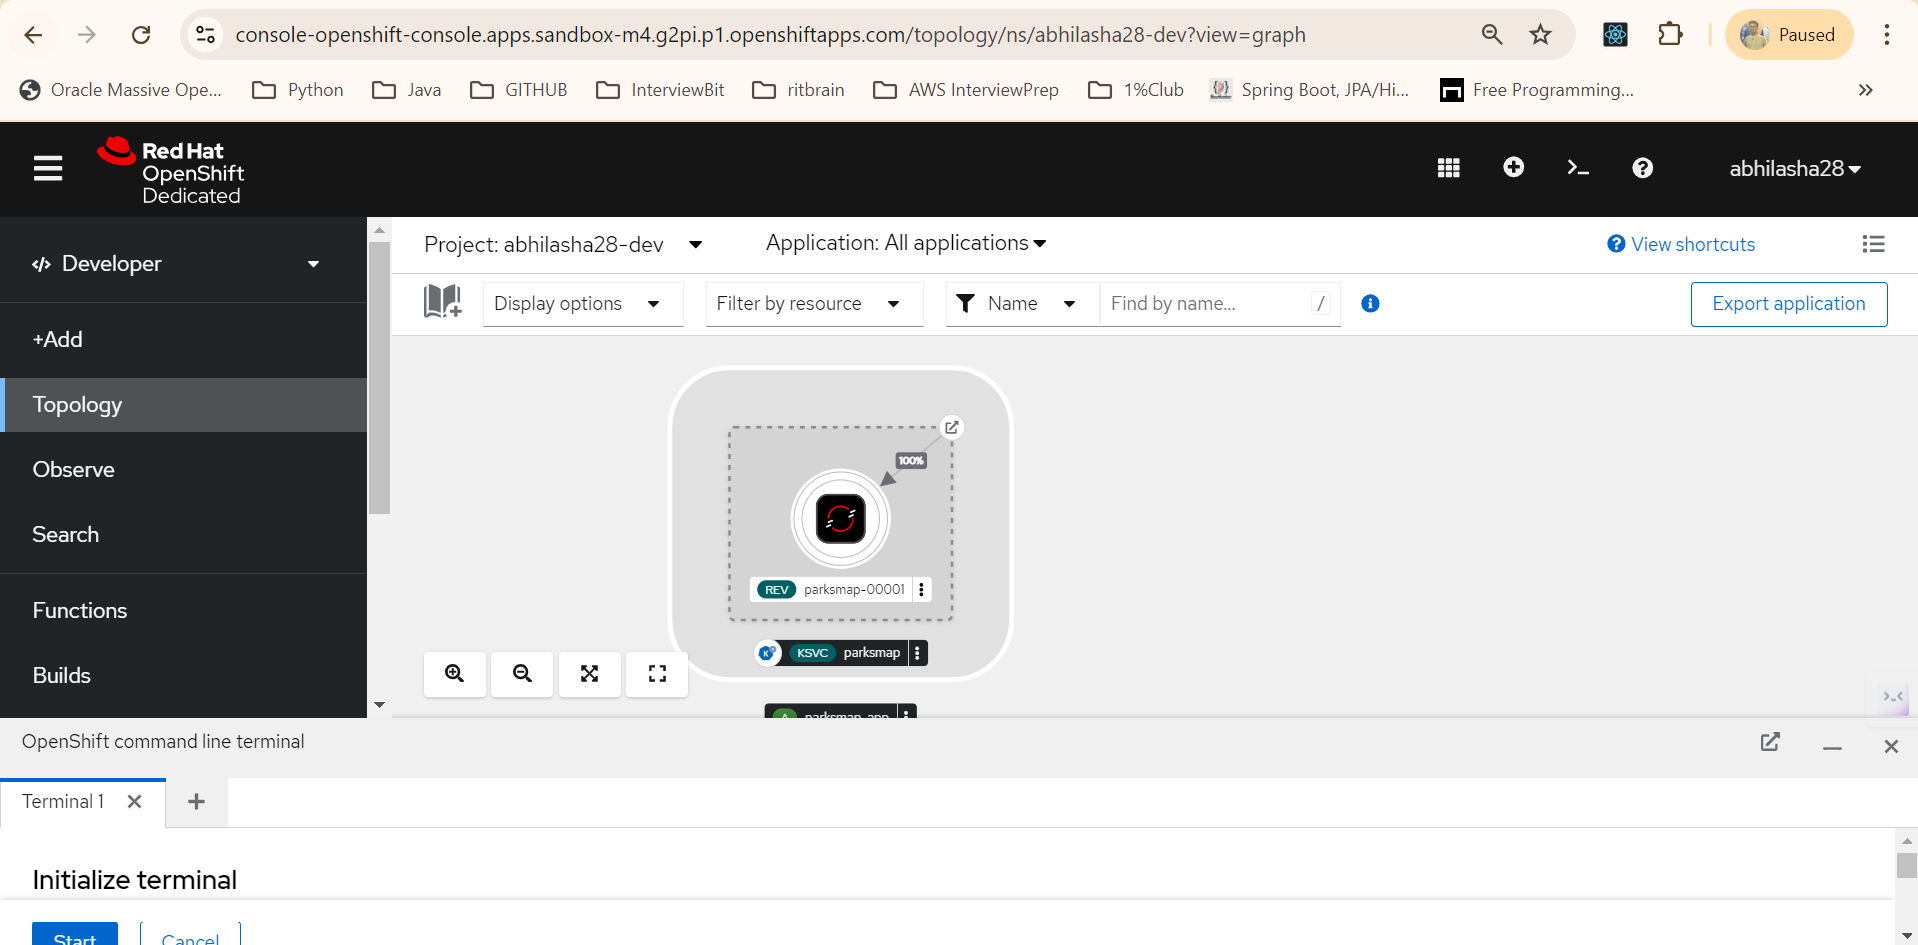 console-openshift-console.apps.sandbox-m4.g2pi.p1.openshiftapps.com/topology/ns/abhilasha28-dev?view=graph
Paused
Oracle Massive Ope... Python Java GITHUB InterviewBit ritbrain AWS InterviewPrep 1%Club Spring Boot, JPA/Hi... Free Programming... »
Red Hat
OpenShift
Dedicated
abhilasha28
Developer
+Add
Topology
Observe
Search
Functions
Builds
Project: abhilasha28-dev
Application: All applications
View shortcuts
Display options
Filter by resource
Name
Find by name...
/
Export application
100%
REV parksmap-00001
KSVC parksmap
A parksmap-app
OpenShift command line terminal
Terminal 1
Initialize terminal
Start
Cancel